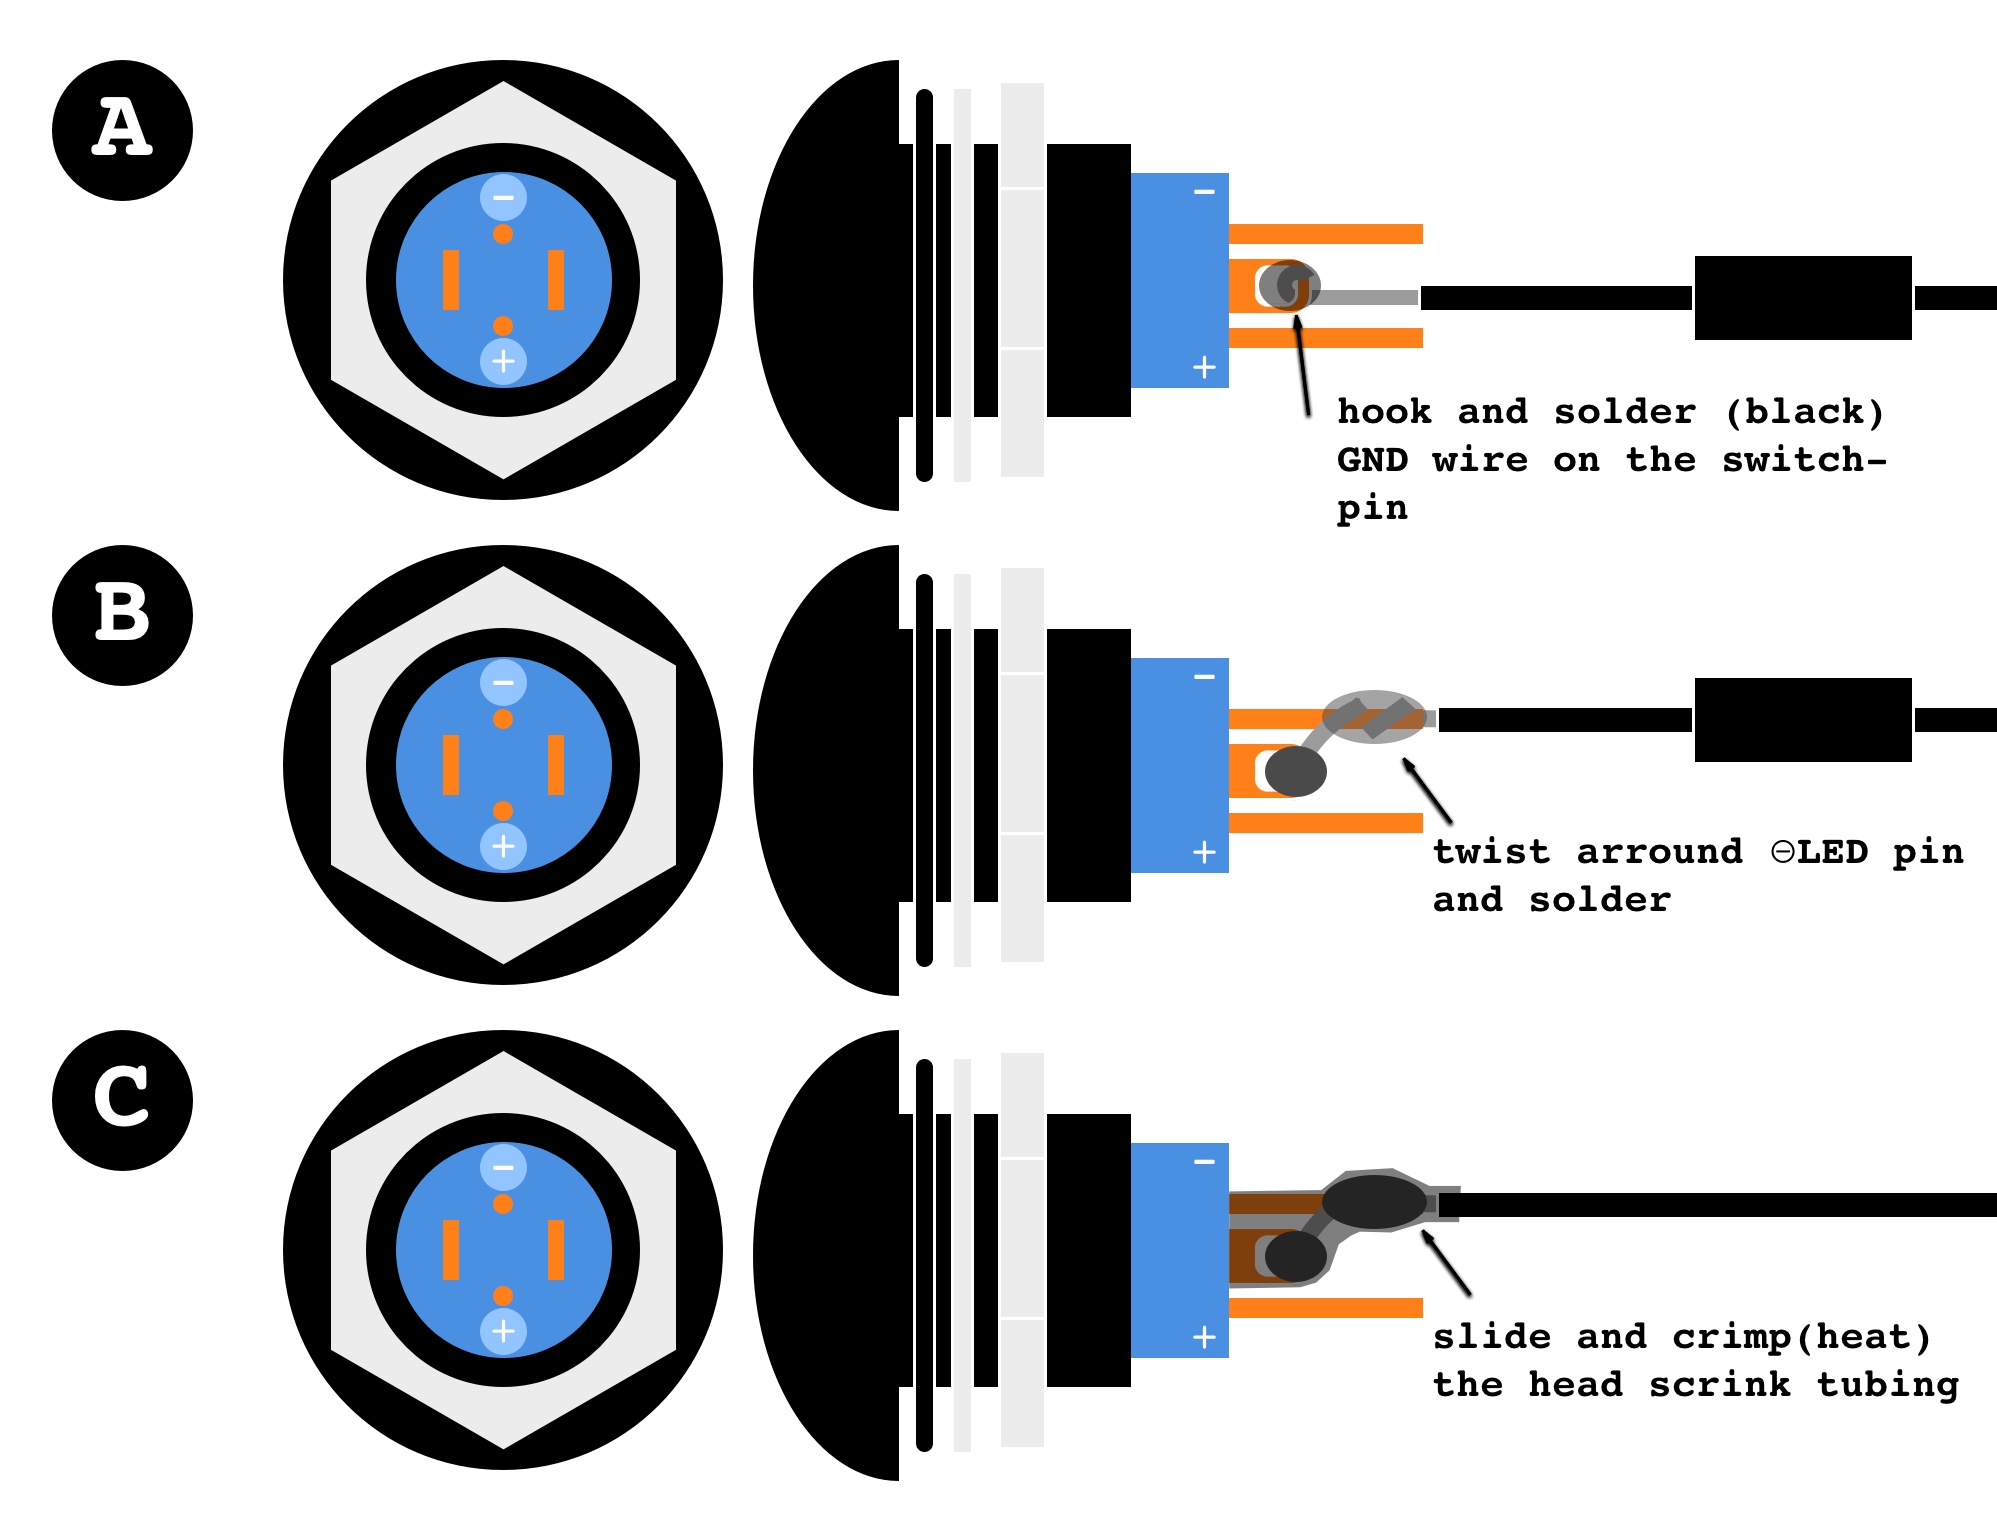 A
−
+
−
+
hook and solder (black)
GND wire on the switch-
pin
B
−
+
−
+
twist arround ⊖LED pin
and solder
C
−
+
−
+
slide and crimp(heat)
the head scrink tubing